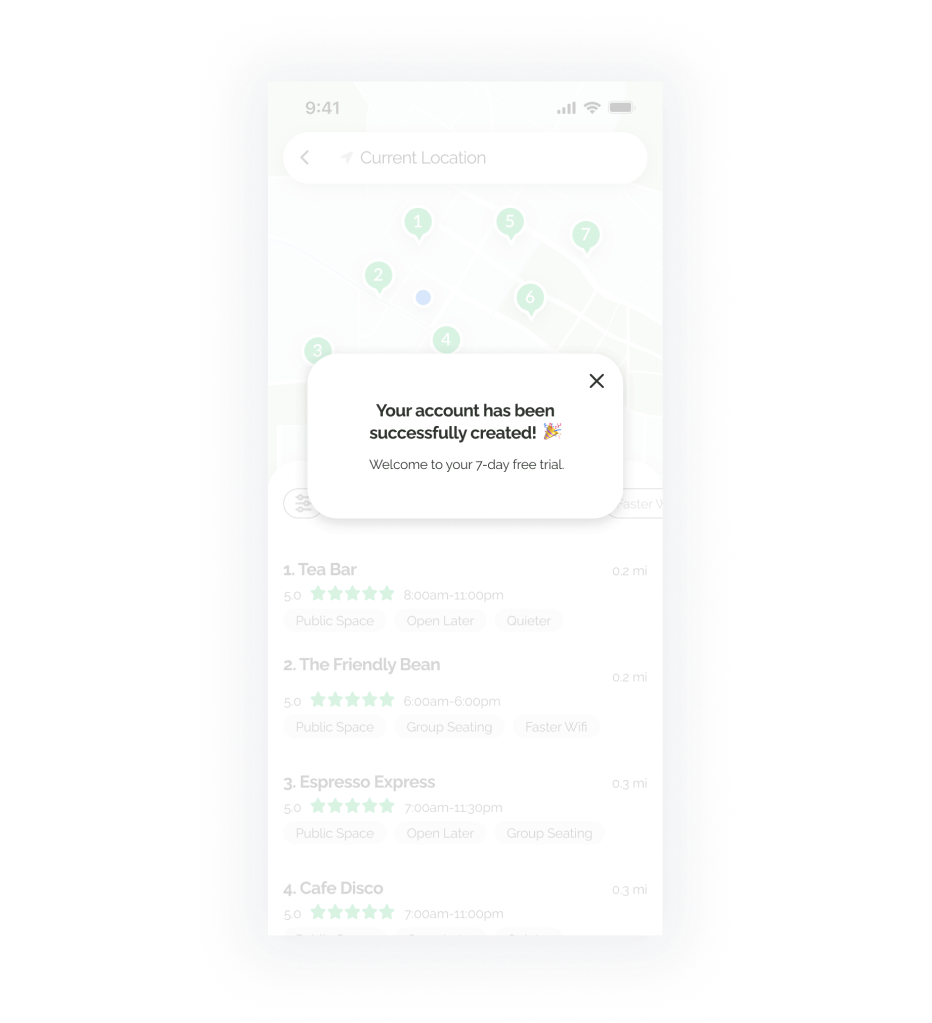 9:41
Current Location
1
5
7
2
6
4
3
Your account has been
successfully created! 🎉
Welcome to your 7-day free trial.
Faster W
1. Tea Bar
0.2 mi
5.0 8:00am-11:00pm
Public Space Open Later Quieter
2. The Friendly Bean
0.2 mi
5.0 6:00am-6:00pm
Public Space Group Seating Faster Wifi
3. Espresso Express
0.3 mi
5.0 7:00am-11:30pm
Public Space Open Later Group Seating
4. Cafe Disco
0.3 mi
5.0 7:00am-11:00pm